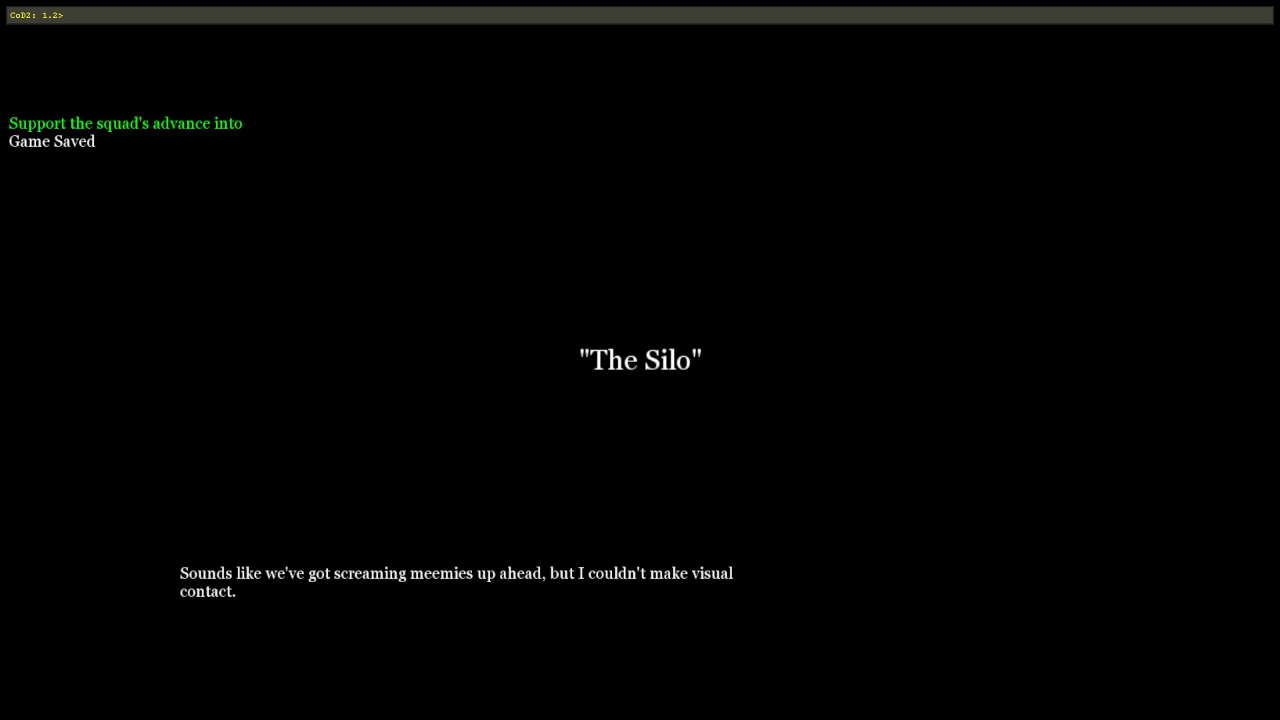 CoD2: 1.2>
Support the squad's advance into
Game Saved
"The Silo"
Sounds like we've got screaming meemies up ahead, but I couldn't make visual
contact.